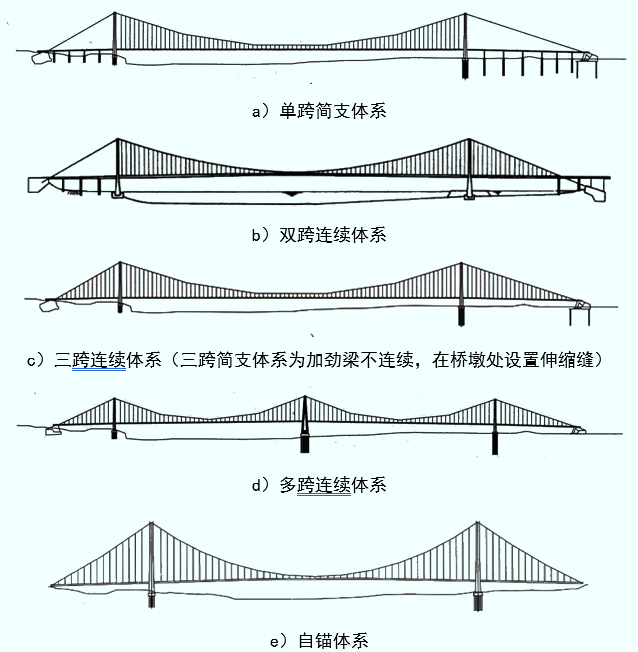 a）单跨简支体系
b）双跨连续体系
c）三跨连续体系（三跨简支体系为加劲梁不连续，在桥墩处设置伸缩缝）
d）多跨连续体系
e）自锚体系